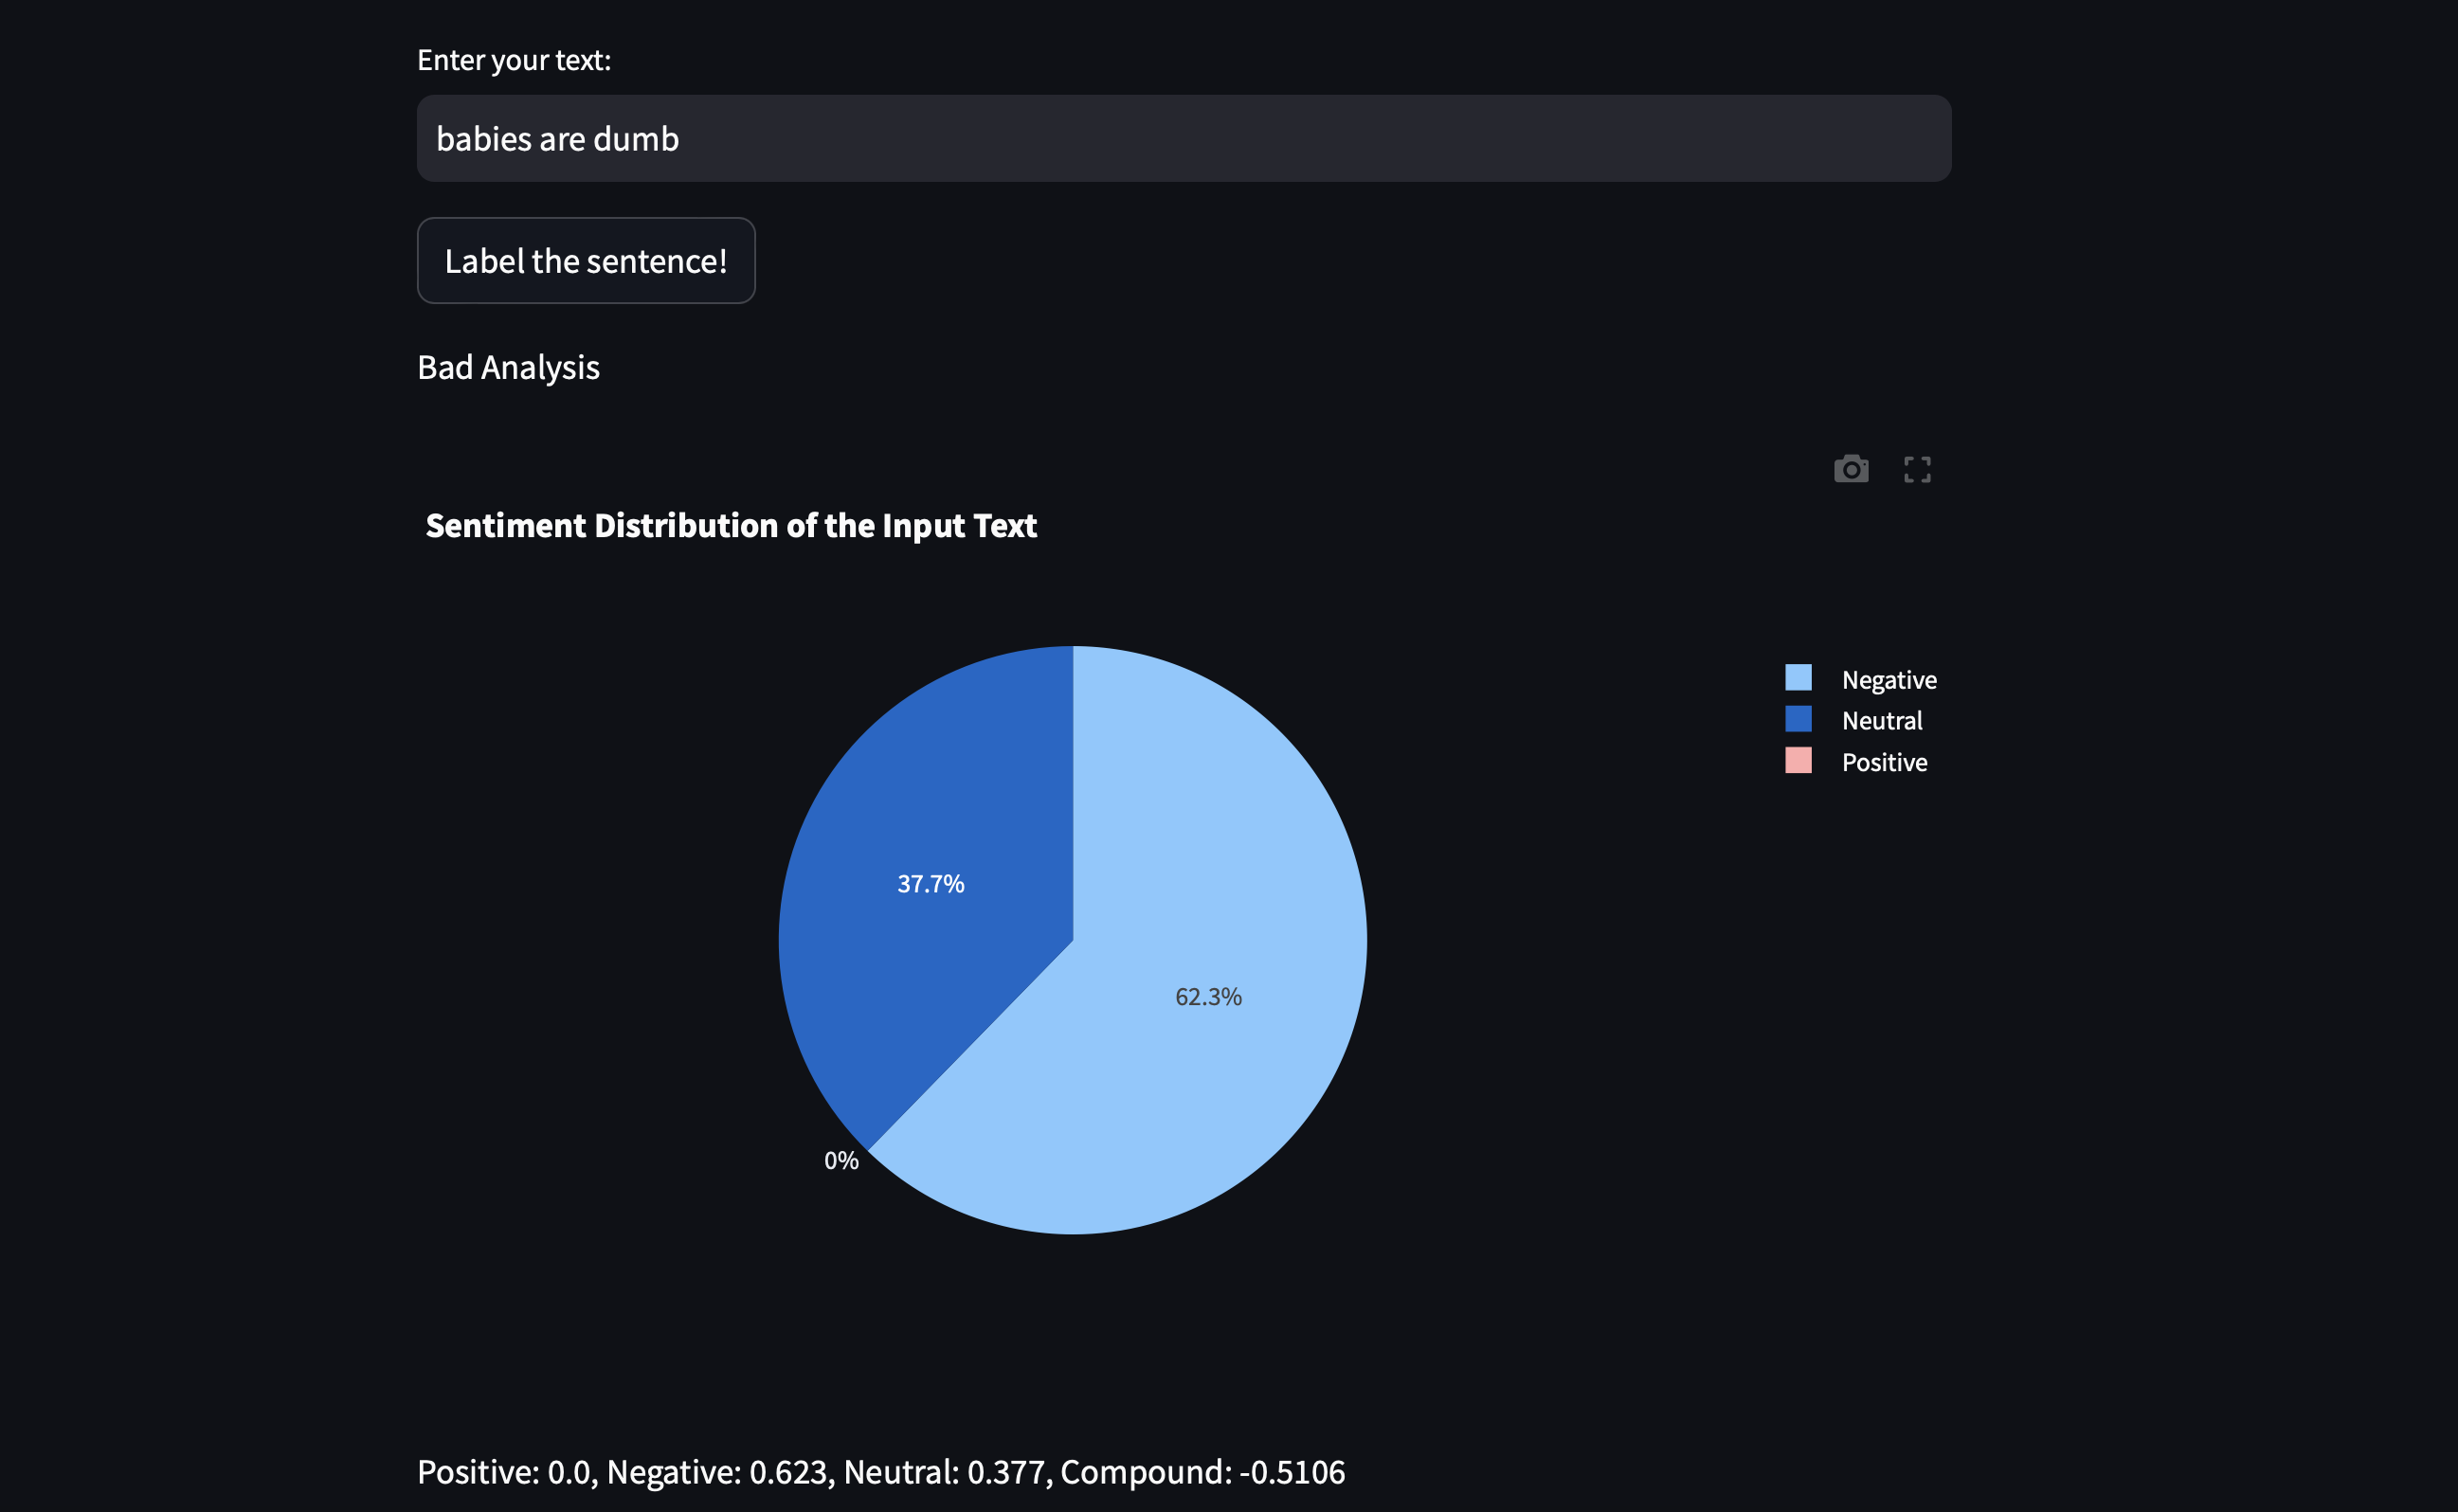 Enter your text:
babies are dumb
Label the sentence!
Bad Analysis
Sentiment Distribution of the Input Text
Negative
Neutral
Positive
37.7%
62.3%
0%
Positive: 0.0, Negative: 0.623, Neutral: 0.377, Compound: -0.5106